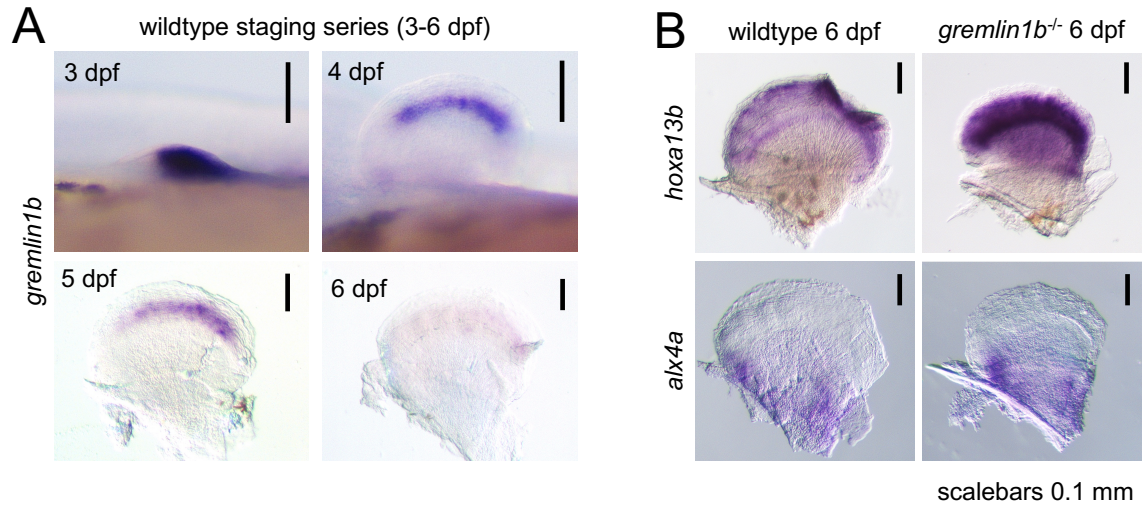 A
wildtype staging series (3-6 dpf)
3 dpf
4 dpf
gremlin1b
5 dpf
6 dpf
B
wildtype 6 dpf
gremlin1b-/- 6 dpf
hoxa13b
alx4a
scalebars 0.1 mm